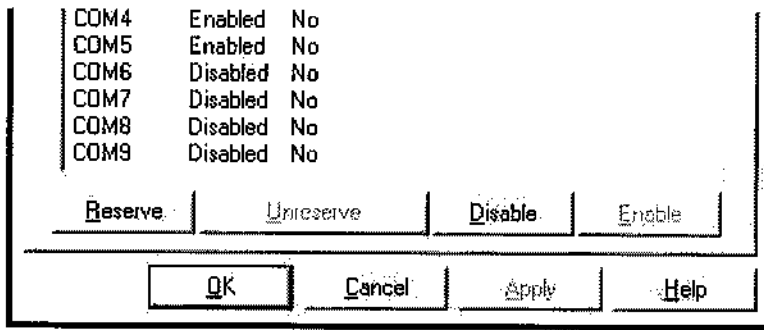 COM4 Enabled No
COM5 Enabled No
COM6 Disabled No
COM7 Disabled No
COM8 Disabled No
COM9 Disabled No
Reserve Unreserve Disable Enable
OK Cancel Apply Help